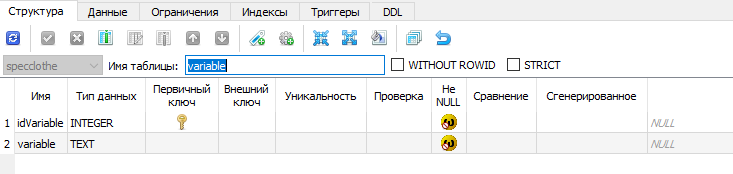 Структура Данные Ограничения Индексы Триггеры DDL
specclothe Имя таблицы: variable WITHOUT ROWID STRICT
Имя Тип данных Первичный ключ Внешний ключ Уникальность Проверка Не NULL Сравнение Сгенерированное
1 idVariable INTEGER NULL
2 variable TEXT NULL